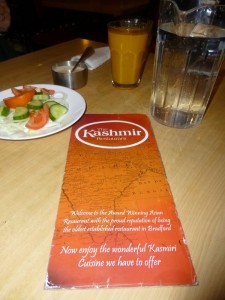 Kashmir
Restaurant
Welcome to the Award Winning Asian
Restaurant with the proud reputation of being
the oldest established restaurant in Bradford
Now enjoy the wonderful Kasmiri
Cuisine we have to offer